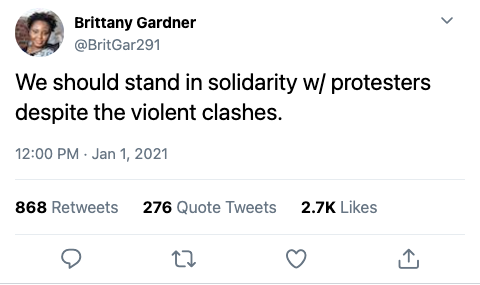 Brittany Gardner
@BritGar291
We should stand in solidarity w/ protesters
despite the violent clashes.
12:00 PM · Jan 1, 2021
868 Retweets 276 Quote Tweets 2.7K Likes